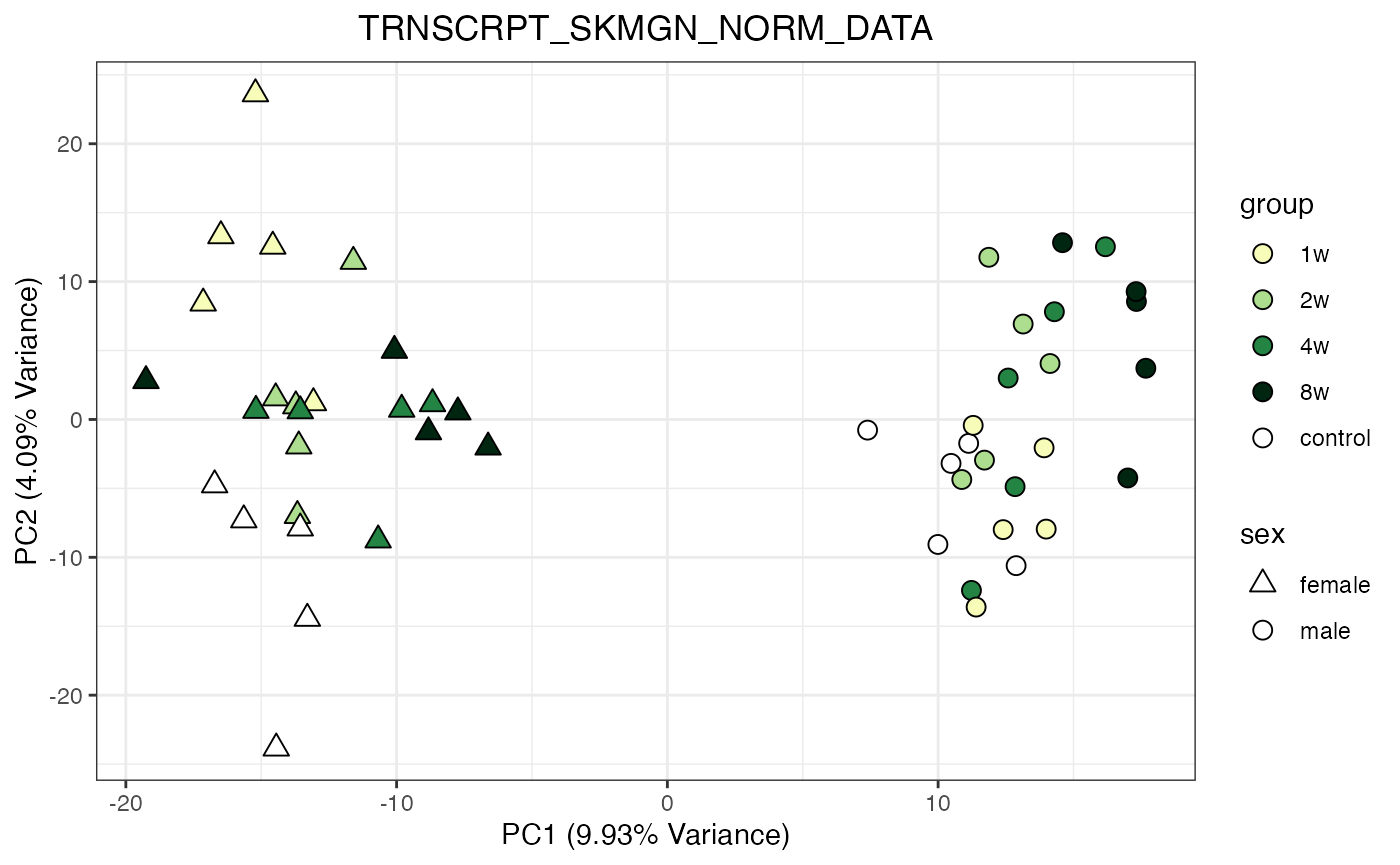 TRNSCRPT_SKMGN_NORM_DATA
PC2 (4.09% Variance)
20
10
0
-10
-20
-20
-10
0
10
PC1 (9.93% Variance)
group
1w
2w
4w
8w
control
sex
female
male